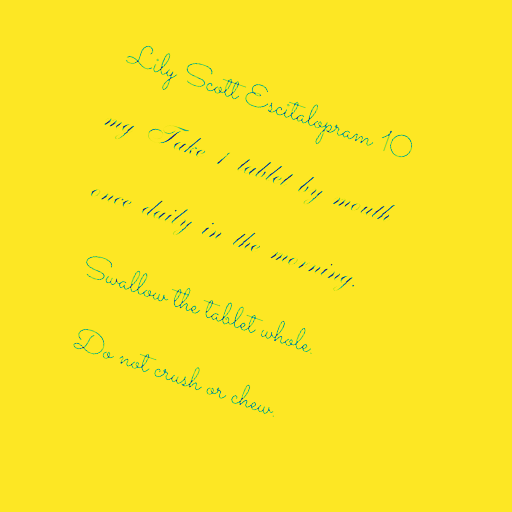 Lily Scott Escitalopram 10
mg Take 1 tablet by mouth
once daily in the morning.
Swallow the tablet whole.
Do not crush or chew.